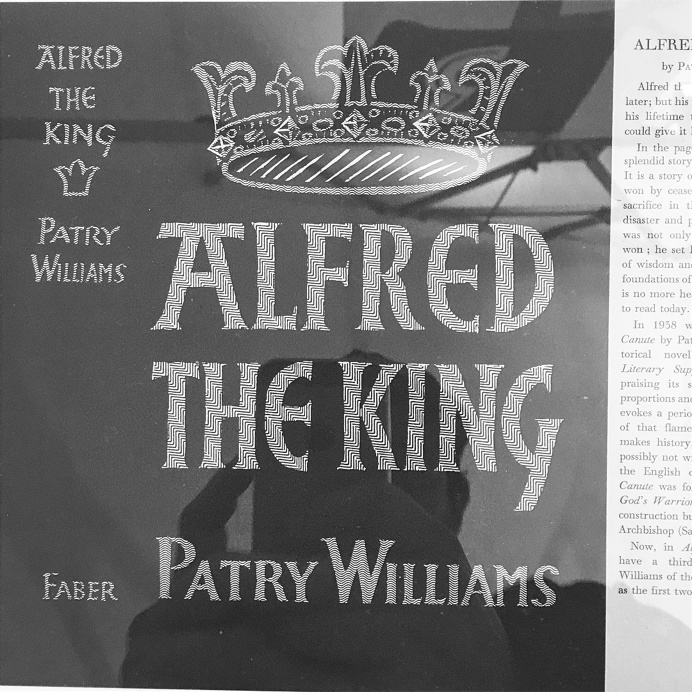 ALFRED
THE
KING
PATRY
WILLIAMS
FABER
ALFRED
THE KING
PATRY WILLIAMS
ALFRE
by PA
Alfred th
later; but his
his lifetime
could give it
In the pag
splendid story
It is a story o
won by cease
sacrifice in t
disaster and p
was not only
won ; he set
of wisdom and
foundations of
is no more he
to read today.
In 1958 w
Canute by Pat
torical novel
Literary Sup
praising its s
proportions and
evokes a perio
of that flame
makes history
possibly not w
the English c
Canute was fo
God's Warrio
construction bu
Archbishop (Sa
Now, in A
have a third
Williams of the
as the first two